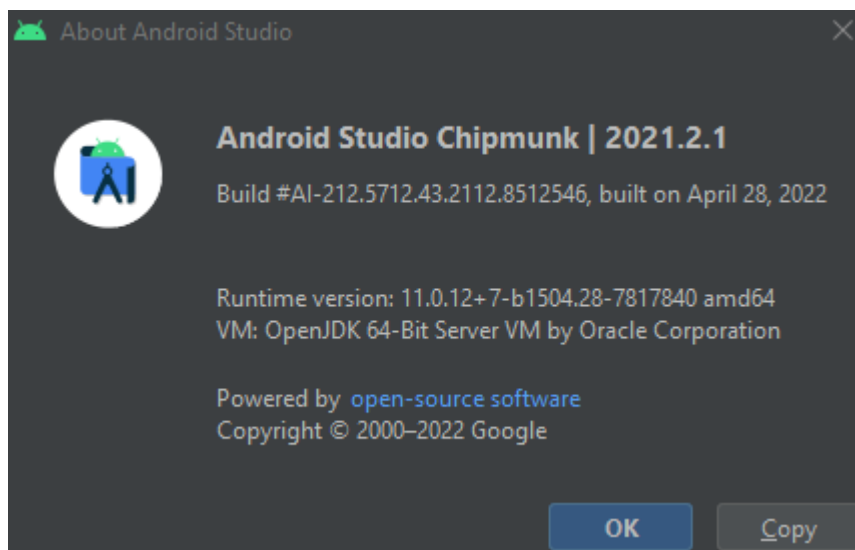 About Android Studio
Android Studio Chipmunk | 2021.2.1
Build #AI-212.5712.43.2112.8512546, built on April 28, 2022
Runtime version: 11.0.12+7-b1504.28-7817840 amd64
VM: OpenJDK 64-Bit Server VM by Oracle Corporation
Powered by open-source software
Copyright © 2000–2022 Google
OK
Copy